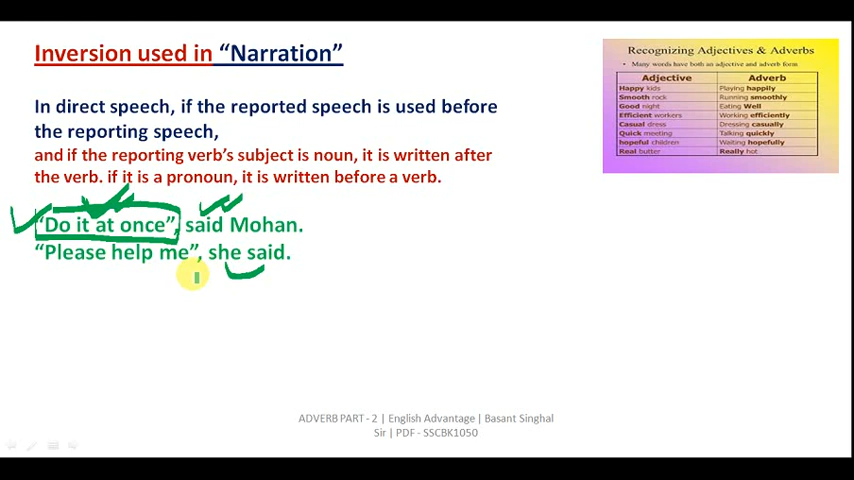 Inversion used in “Narration”
In direct speech, if the reported speech is used before
the reporting speech,
and if the reporting verb’s subject is noun, it is written after
the verb. if it is a pronoun, it is written before a verb.
“Do it at once”, said Mohan.
“Please help me”, she said.
Recognizing Adjectives & Adverbs
• Many words have both an adjective and adverb form
Adjective Adverb
Happy kids Playing happily
Smooth rock Running smoothly
Good night Eating Well
Efficient workers Working efficiently
Casual dress Dressing casually
Quick meeting Talking quickly
hopeful children Waiting hopefully
Real butter Really hot
ADVERB PART - 2 | English Advantage | Basant Singhal
Sir | PDF - SSCBK1050